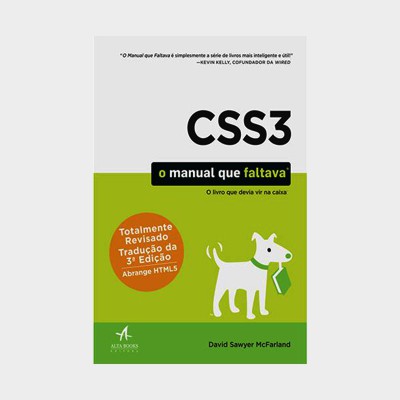 “O Manual que Faltava é simplesmente a série de livros mais inteligente e útil!”
—KEVIN KELLY, COFUNDADOR DA WIRED
CSS3
o manual que faltava®
O livro que devia vir na caixa
Totalmente
Revisado
Tradução da
3ª Edição
Abrange HTML5
ALTA BOOKS
EDITORA
David Sawyer McFarland